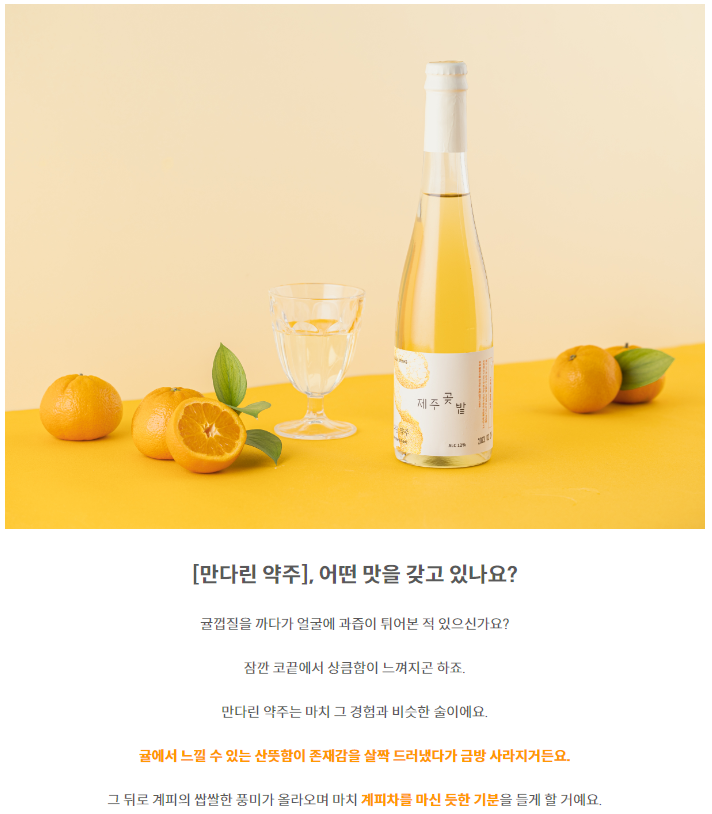 제주
곶
밭
ALC 12%
[만다린 약주], 어떤 맛을 갖고 있나요?
귤껍질을 까다가 얼굴에 과즙이 튀어본 적 있으신가요?
잠깐 코끝에서 상큼함이 느껴지곤 하죠.
만다린 약주는 마치 그 경험과 비슷한 술이에요.
귤에서 느낄 수 있는 산뜻함이 존재감을 살짝 드러냈다가 금방 사라지거든요.
그 뒤로 계피의 쌉쌀한 풍미가 올라오며 마치 계피차를 마신 듯한 기분을 들게 할 거예요.